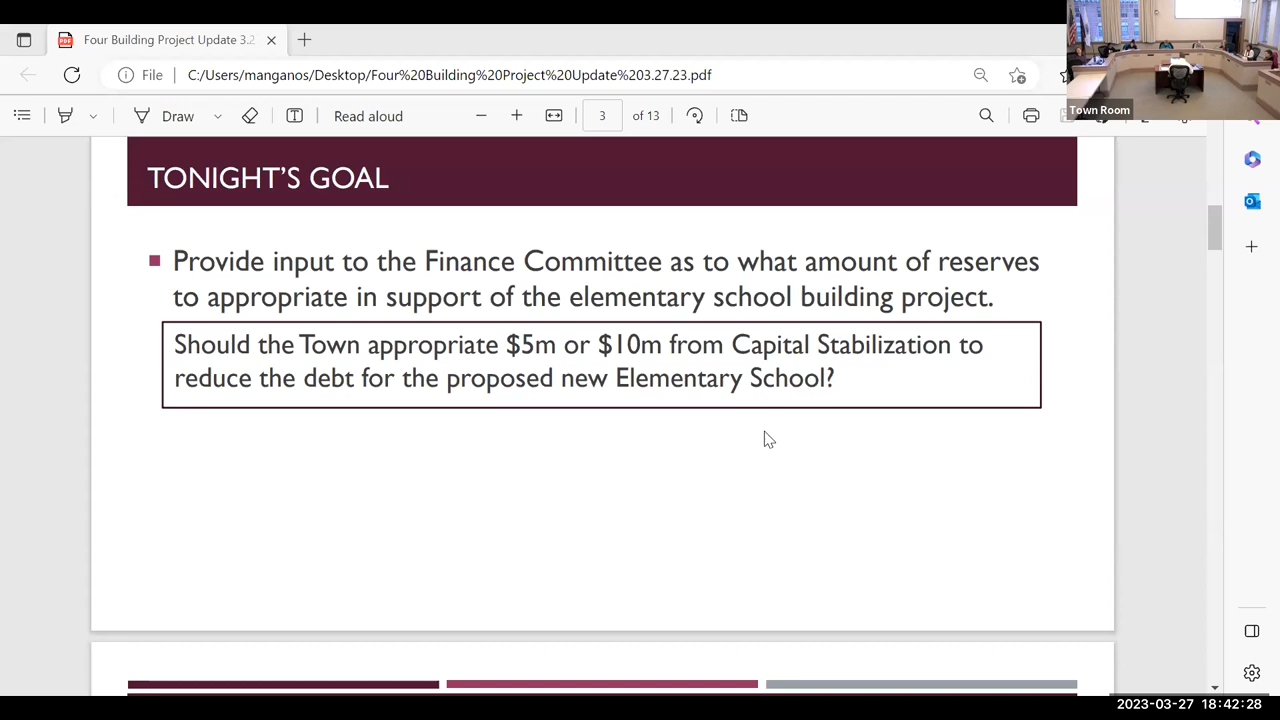 Four Building Project Update 3.2
File
C:/Users/manganos/Desktop/Four%20Building%20Project%20Update%203.27.23.pdf
Town Room
Draw
Read aloud
3
of 13
TONIGHT'S GOAL
Provide input to the Finance Committee as to what amount of reserves
to appropriate in support of the elementary school building project.
Should the Town appropriate $5m or $10m from Capital Stabilization to
reduce the debt for the proposed new Elementary School?
2023-03-27 18:42:28